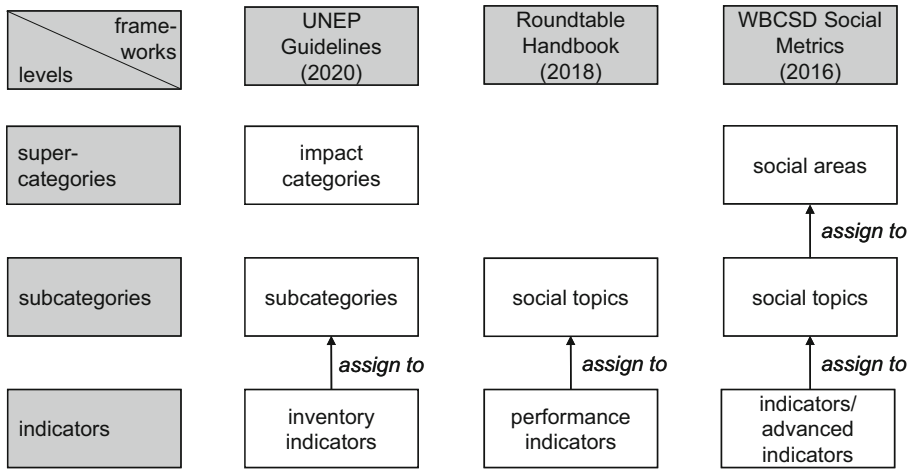 frame-
works
levels
UNEP
Guidelines
(2020)
Roundtable
Handbook
(2018)
WBCSD Social
Metrics
(2016)
super-
categories
impact
categories
social areas
assign to
subcategories
subcategories
social topics
social topics
assign to
assign to
assign to
indicators
inventory
indicators
performance
indicators
indicators/
advanced
indicators